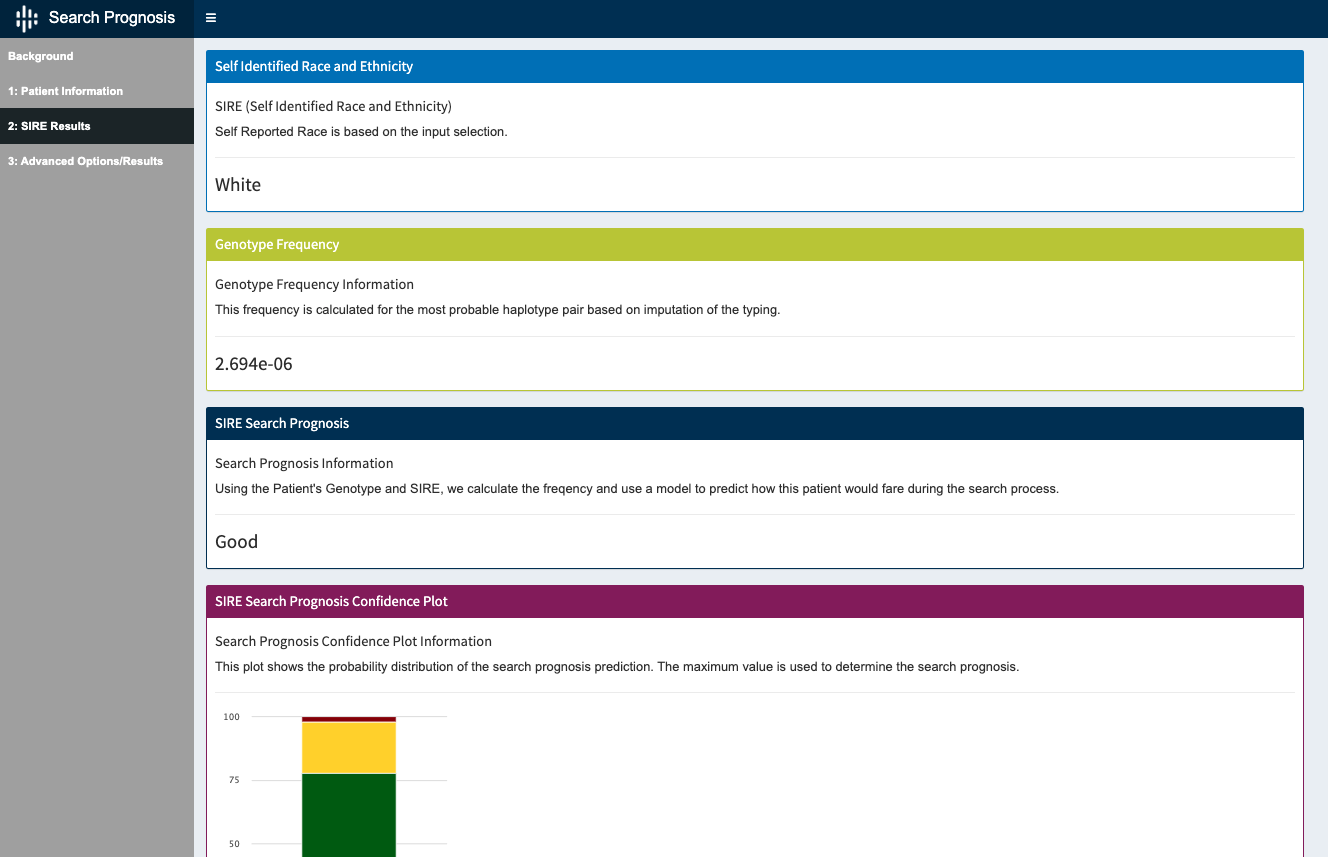 Search Prognosis
Background
1: Patient Information
2: SIRE Results
3: Advanced Options/Results
Self Identified Race and Ethnicity
SIRE (Self Identified Race and Ethnicity)
Self Reported Race is based on the input selection.
White
Genotype Frequency
Genotype Frequency Information
This frequency is calculated for the most probable haplotype pair based on imputation of the typing.
2.694e-06
SIRE Search Prognosis
Search Prognosis Information
Using the Patient's Genotype and SIRE, we calculate the freqency and use a model to predict how this patient would fare during the search process.
Good
SIRE Search Prognosis Confidence Plot
Search Prognosis Confidence Plot Information
This plot shows the probability distribution of the search prognosis prediction. The maximum value is used to determine the search prognosis.
100
75
50